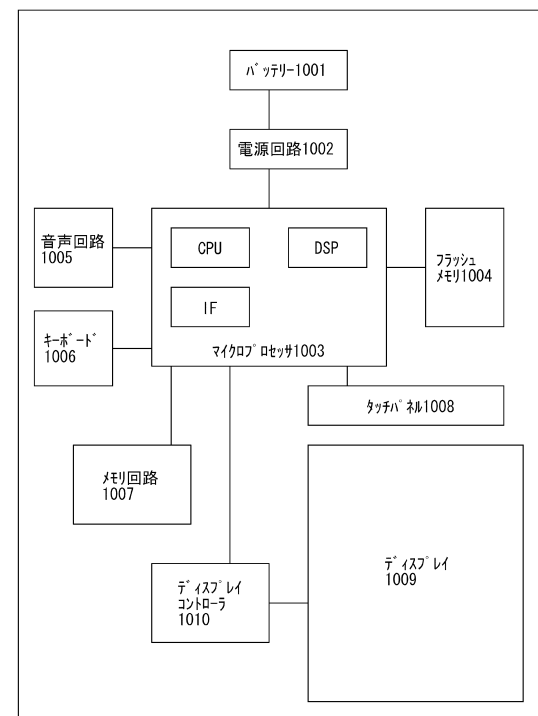 バッテリー1001
電源回路1002
音声回路
1005
CPU
DSP
フラッシュ
メモリ1004
IF
キーボード
1006
マイクロプロセッサ1003
タッチパネル1008
メモリ回路
1007
ディスプレイ
1009
ディスプレイ
コントローラ
1010